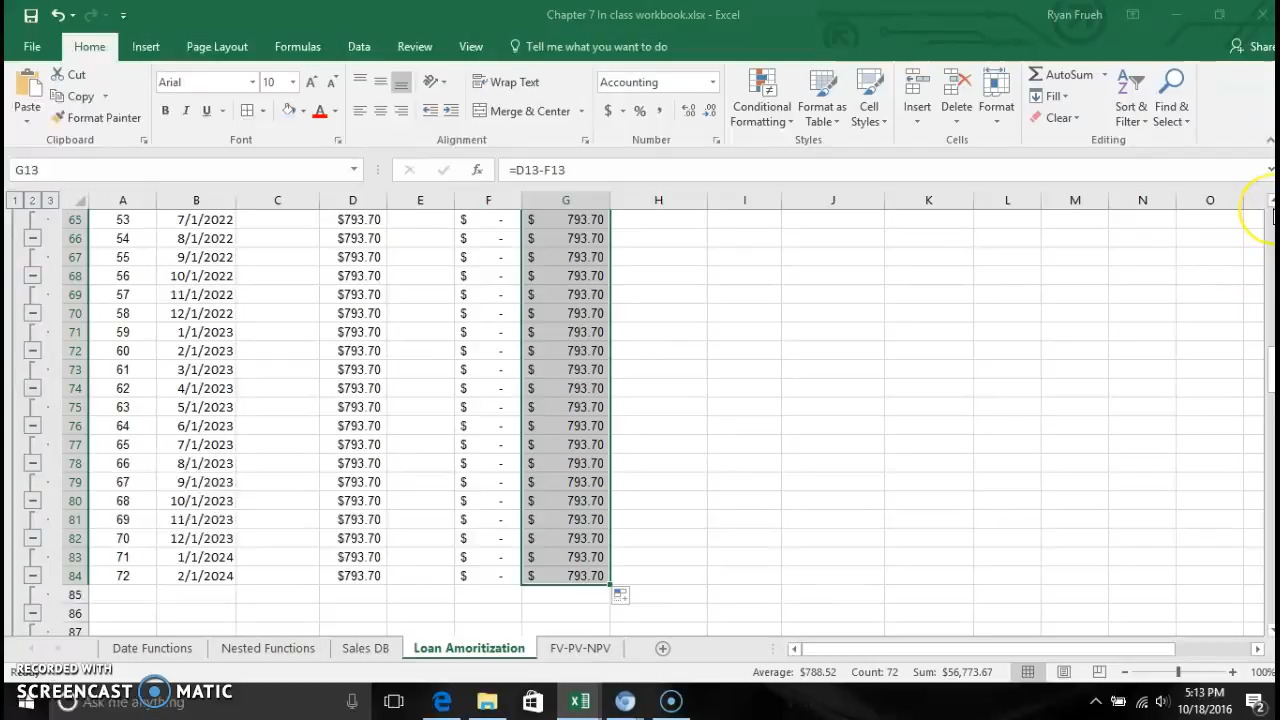 Chapter 7 In class workbook.xlsx - Excel
Ryan Frueh
File Home Insert Page Layout Formulas Data Review View Tell me what you want to do Share
Paste Cut Copy Format Painter
Arial 10 B I U A
Wrap Text Merge & Center
Accounting $ % ,
Conditional Formatting Format as Table Cell Styles Insert Delete Format
AutoSum Fill Clear Sort & Filter Find & Select
Clipboard Font Alignment Number Styles Cells Editing
G13 fx =D13-F13
1 2 3 A B C D E F G H I J K L M N O
65 53 7/1/2022 $793.70 $ - $ 793.70
66 54 8/1/2022 $793.70 $ - $ 793.70
67 55 9/1/2022 $793.70 $ - $ 793.70
68 56 10/1/2022 $793.70 $ - $ 793.70
69 57 11/1/2022 $793.70 $ - $ 793.70
70 58 12/1/2022 $793.70 $ - $ 793.70
71 59 1/1/2023 $793.70 $ - $ 793.70
72 60 2/1/2023 $793.70 $ - $ 793.70
73 61 3/1/2023 $793.70 $ - $ 793.70
74 62 4/1/2023 $793.70 $ - $ 793.70
75 63 5/1/2023 $793.70 $ - $ 793.70
76 64 6/1/2023 $793.70 $ - $ 793.70
77 65 7/1/2023 $793.70 $ - $ 793.70
78 66 8/1/2023 $793.70 $ - $ 793.70
79 67 9/1/2023 $793.70 $ - $ 793.70
80 68 10/1/2023 $793.70 $ - $ 793.70
81 69 11/1/2023 $793.70 $ - $ 793.70
82 70 12/1/2023 $793.70 $ - $ 793.70
83 71 1/1/2024 $793.70 $ - $ 793.70
84 72 2/1/2024 $793.70 $ - $ 793.70
85
86
87
Date Functions Nested Functions Sales DB Loan Amoritization FV-PV-NPV
Average: $788.52 Count: 72 Sum: $56,773.67 100%
RECORDED WITH
SCREENCAST MATIC
Ask me anything
5:13 PM
10/18/2016
2